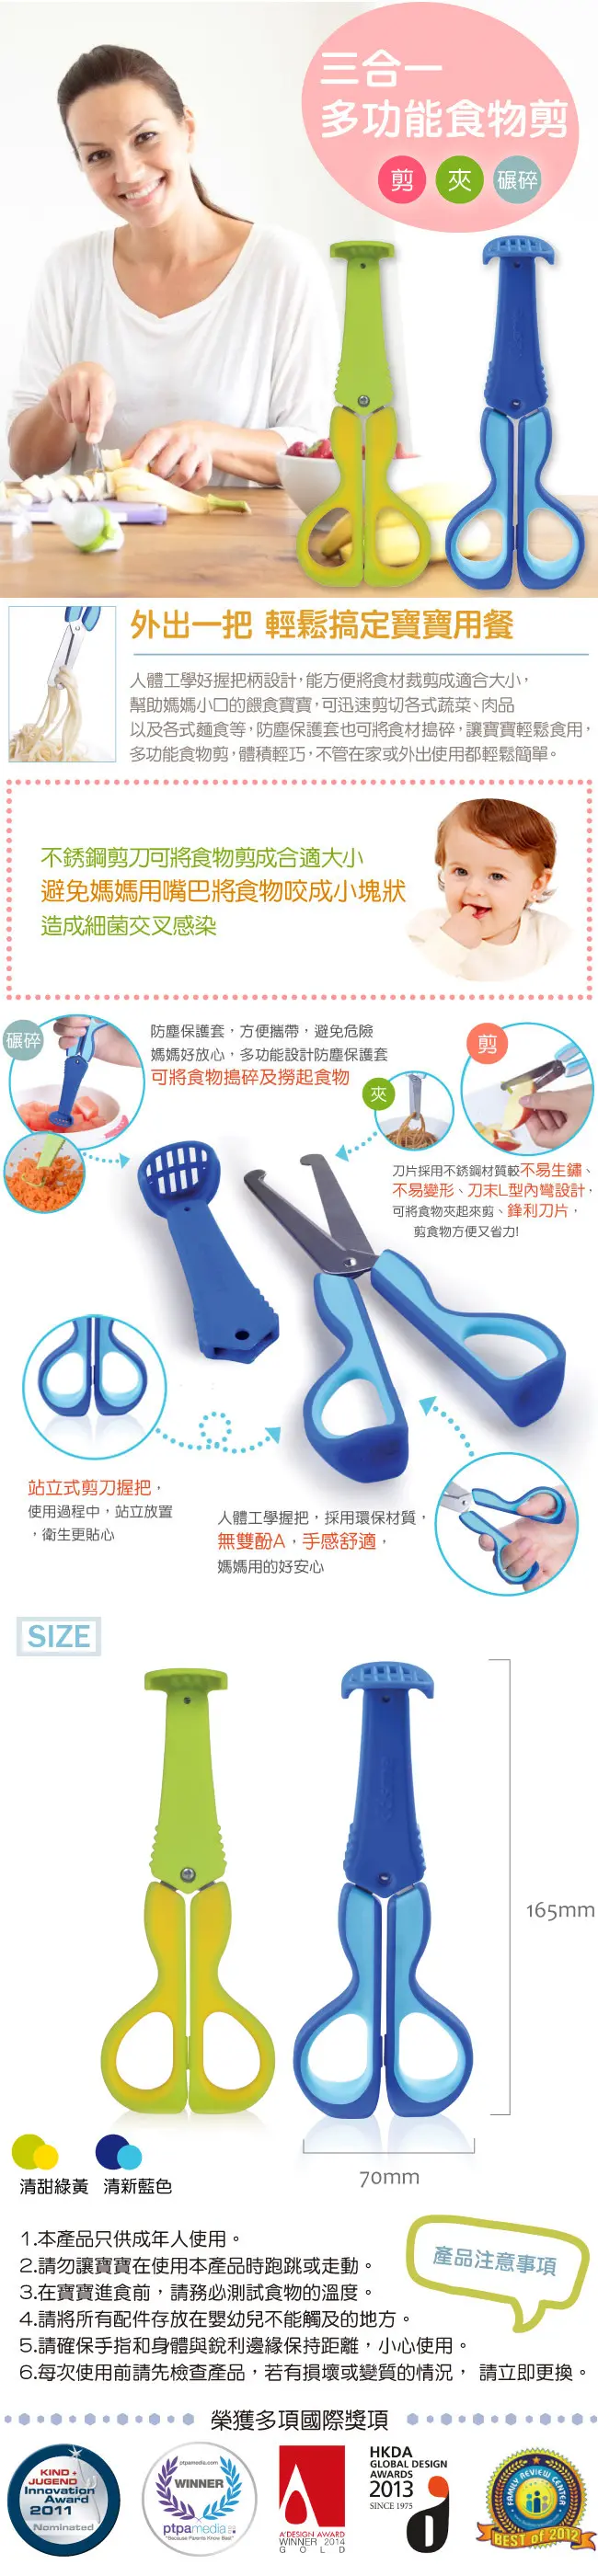 三合一
多功能食物剪
剪 夾 碾碎
外出一把 輕鬆搞定寶寶用餐
人體工學好握把柄設計，能方便將食材裁剪成適合大小，
幫助媽媽小口的餵食寶寶，可迅速剪切各式蔬菜、肉品
以及各式麵食等，防塵保護套也可將食材搗碎，讓寶寶輕鬆食用，
多功能食物剪，體積輕巧，不管在家或外出使用都輕鬆簡單。
不銹鋼剪刀可將食物剪成合適大小
避免媽媽用嘴巴將食物咬成小塊狀
造成細菌交叉感染
碾碎
防塵保護套，方便攜帶，避免危險
媽媽好放心，多功能設計防塵保護套
可將食物搗碎及撈起食物
夾
剪
刀片採用不銹鋼材質較不易生鏽、
不易變形、刀末L型內彎設計，
可將食物夾起來剪、鋒利刀片，
剪食物方便又省力!
站立式剪刀握把，
使用過程中，站立放置
，衛生更貼心
人體工學握把，採用環保材質，
無雙酚A，手感舒適，
媽媽用的好安心
SIZE
165mm
70mm
清甜綠黃 清新藍色
產品注意事項
1.本產品只供成年人使用。
2.請勿讓寶寶在使用本產品時跑跳或走動。
3.在寶寶進食前，請務必測試食物的溫度。
4.請將所有配件存放在嬰幼兒不能觸及的地方。
5.請確保手指和身體與銳利邊緣保持距離，小心使用。
6.每次使用前請先檢查產品，若有損壞或變質的情況， 請立即更換。
榮獲多項國際獎項
KIND +
JUGEND
Innovation
Award
2011
Nominated
ptpamedia.com
WINNER
ptpamedia
"Because Parents Know Best"
A'DESIGN AWARD
WINNER 2014
GOLD
HKDA
GLOBAL DESIGN
AWARDS
2013
SINCE 1975
FAMILY REVIEW CENTER
BEST of 2012